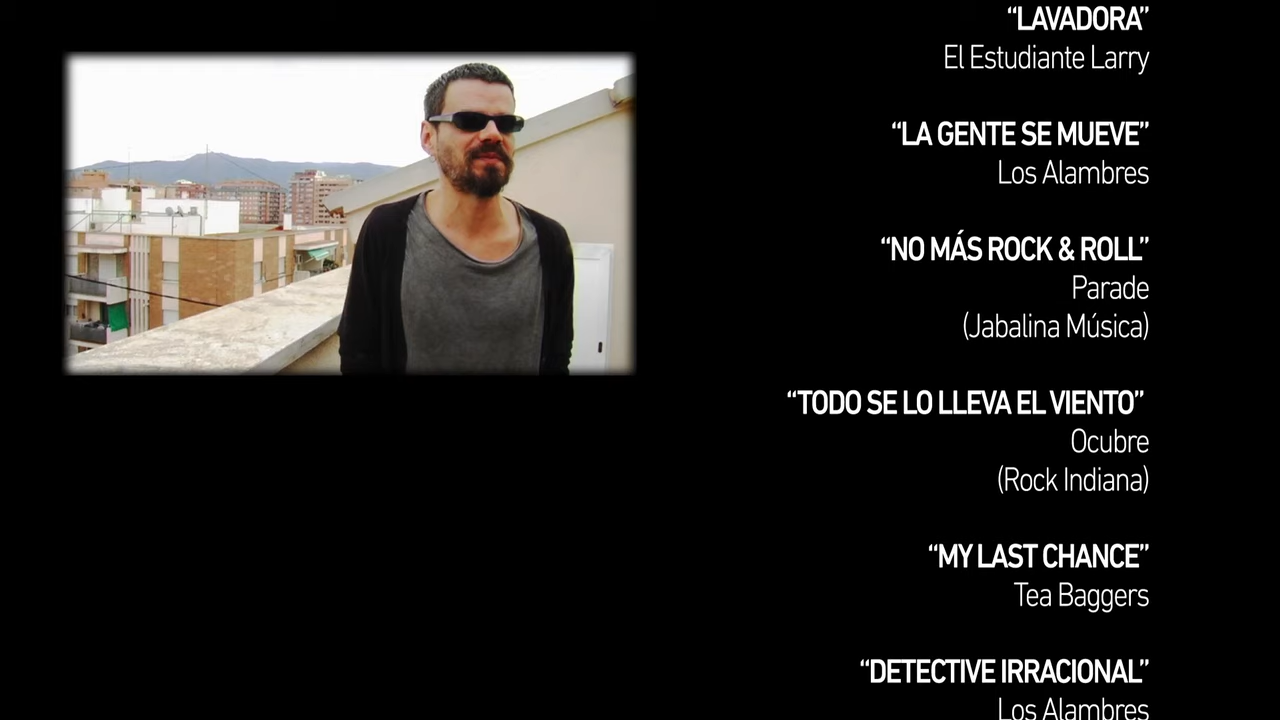 “LAVADORA”
El Estudiante Larry
“LA GENTE SE MUEVE”
Los Alambres
“NO MÁS ROCK & ROLL”
Parade
(Jabalina Música)
“TODO SE LO LLEVA EL VIENTO”
Ocubre
(Rock Indiana)
“MY LAST CHANCE”
Tea Baggers
“DETECTIVE IRRACIONAL”
Los Alambres